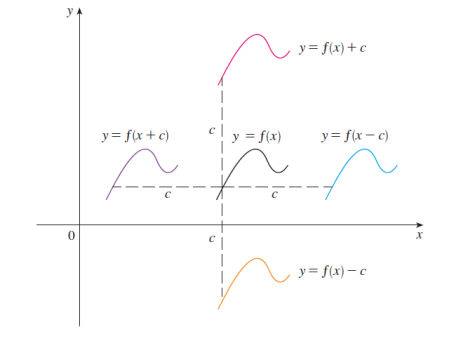 y
y = f(x) + c
y = f(x + c)
c
y = f(x)
y = f(x − c)
c
c
0
c
x
y = f(x) − c